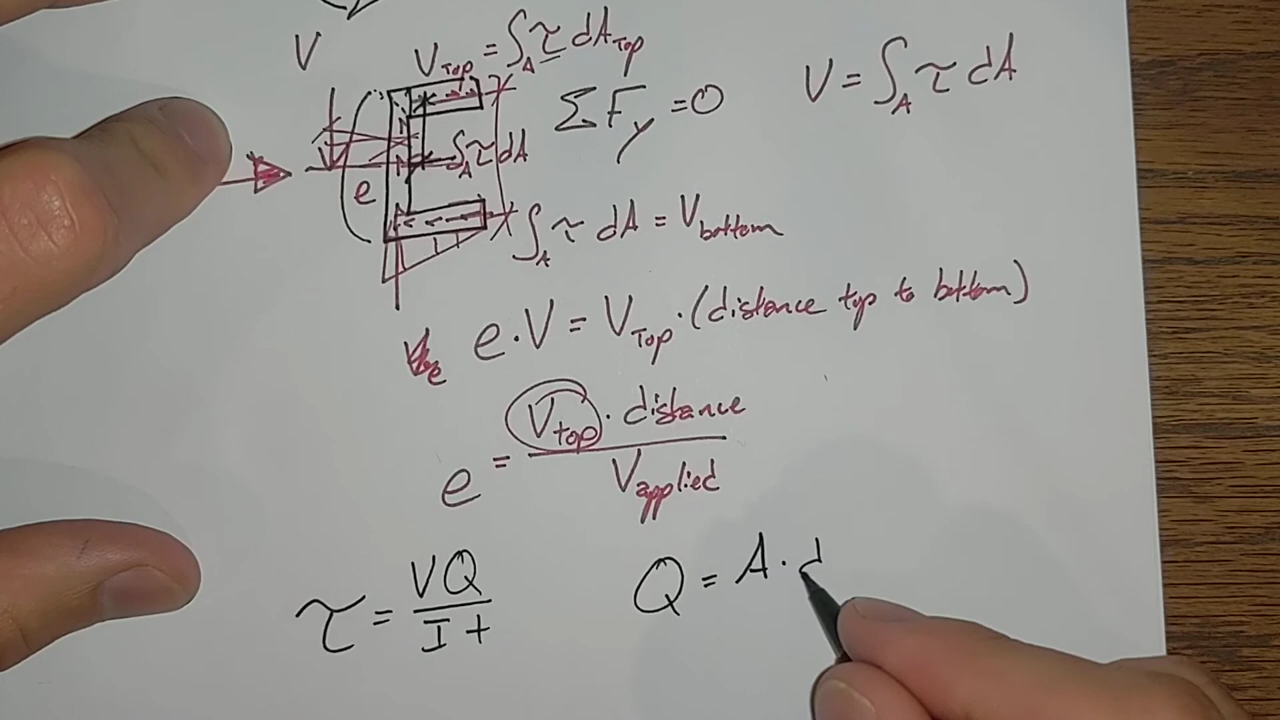 V
V_Top = ∫_A τ dA_Top
V = ∫_A τ dA
ΣF_y = 0
∫_A τ dA
e
∫_A τ dA = V_bottom
e · V = V_Top · (distance top to bottom)
e = V_top · distance / V_applied
τ = VQ / It
Q = A · d